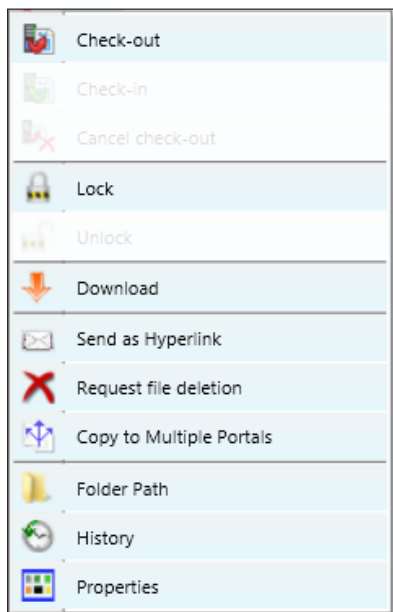 Check-out
Check-in
Cancel check-out
Lock
Unlock
Download
Send as Hyperlink
Request file deletion
Copy to Multiple Portals
Folder Path
History
Properties